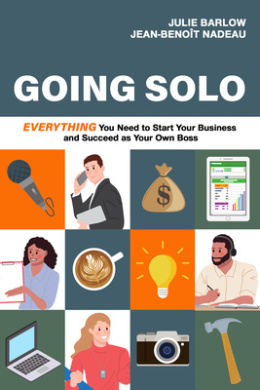 JULIE BARLOW
JEAN-BENOÎT NADEAU
GOING SOLO
EVERYTHING You Need to Start Your Business
and Succeed as Your Own Boss
$